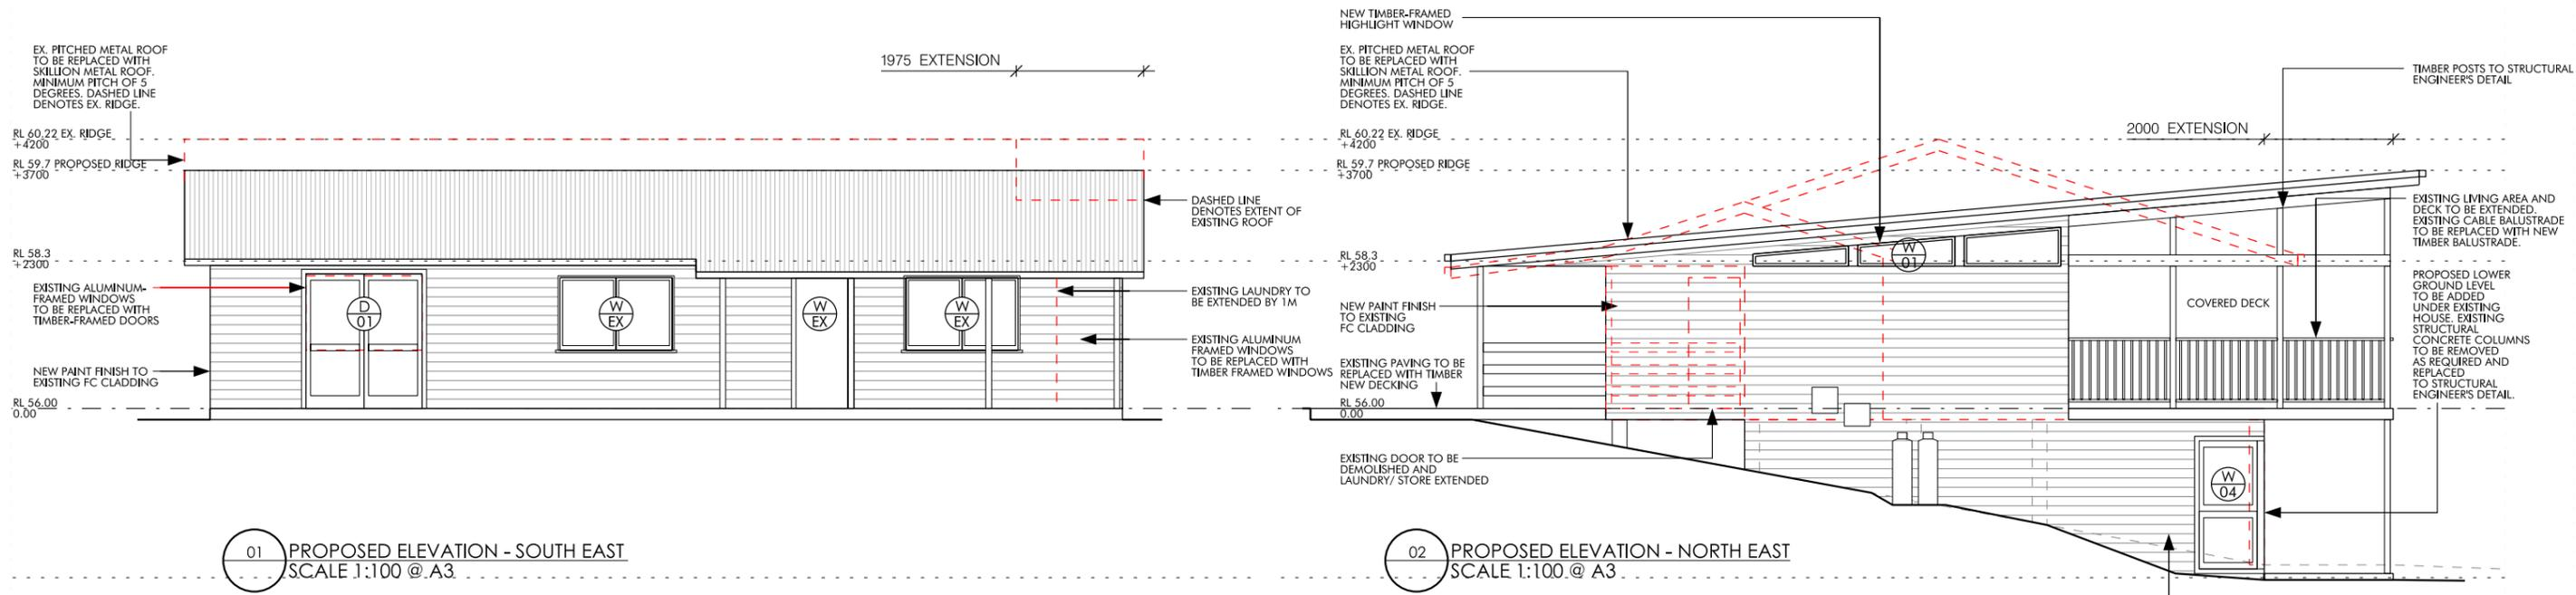 EX. PITCHED METAL ROOF
TO BE REPLACED WITH
SKILLION METAL ROOF.
MINIMUM PITCH OF 5
DEGREES. DASHED LINE
DENOTES EX. RIDGE.
1975 EXTENSION
RL 60.22 EX. RIDGE
+4200
RL 59.7 PROPOSED RIDGE
+3700
DASHED LINE
DENOTES EXTENT OF
EXISTING ROOF
RL 58.3
+2300
EXISTING ALUMINUM-
FRAMED WINDOWS
TO BE REPLACED WITH
TIMBER-FRAMED DOORS
D
01
W
EX
W
EX
W
EX
EXISTING LAUNDRY TO
BE EXTENDED BY 1M
EXISTING ALUMINUM
FRAMED WINDOWS
TO BE REPLACED WITH
TIMBER FRAMED WINDOWS
NEW PAINT FINISH TO
EXISTING FC CLADDING
RL 56.00
0.00
01
PROPOSED ELEVATION - SOUTH EAST
SCALE 1:100 @ A3
NEW TIMBER-FRAMED
HIGHLIGHT WINDOW
EX. PITCHED METAL ROOF
TO BE REPLACED WITH
SKILLION METAL ROOF.
MINIMUM PITCH OF 5
DEGREES. DASHED LINE
DENOTES EX. RIDGE.
TIMBER POSTS TO STRUCTURAL
ENGINEER'S DETAIL
2000 EXTENSION
RL 60.22 EX. RIDGE
+4200
RL 59.7 PROPOSED RIDGE
+3700
EXISTING LIVING AREA AND
DECK TO BE EXTENDED.
EXISTING CABLE BALUSTRADE
TO BE REPLACED WITH NEW
TIMBER BALUSTRADE.
RL 58.3
+2300
W
01
NEW PAINT FINISH
TO EXISTING
FC CLADDING
COVERED DECK
PROPOSED LOWER
GROUND LEVEL
TO BE ADDED
UNDER EXISTING
HOUSE. EXISTING
STRUCTURAL
CONCRETE COLUMNS
TO BE REMOVED
AS REQUIRED AND
REPLACED
TO STRUCTURAL
ENGINEER'S DETAIL.
EXISTING PAVING TO BE
REPLACED WITH TIMBER
NEW DECKING
RL 56.00
0.00
EXISTING DOOR TO BE
DEMOLISHED AND
LAUNDRY/ STORE EXTENDED
W
04
02
PROPOSED ELEVATION - NORTH EAST
SCALE 1:100 @ A3